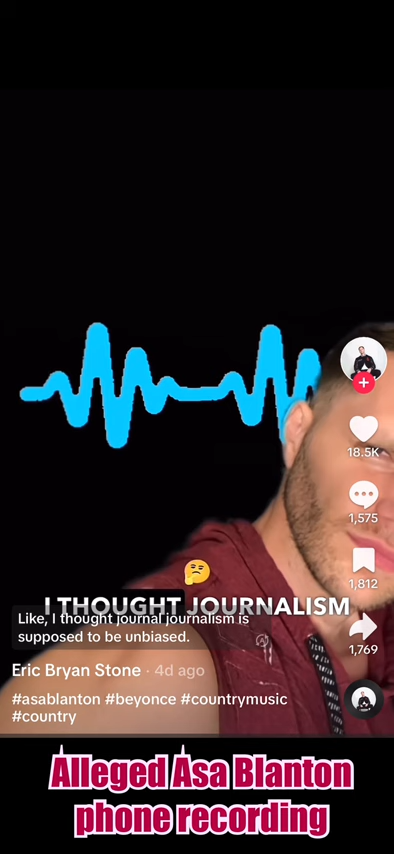 18.5K
1,575
1,812
1,769
I THOUGHT JOURNALISM
Like, I thought journal journalism is
supposed to be unbiased.
Eric Bryan Stone · 4d ago
#asablanton #beyonce #countrymusic
#country
Alleged Asa Blanton
phone recording